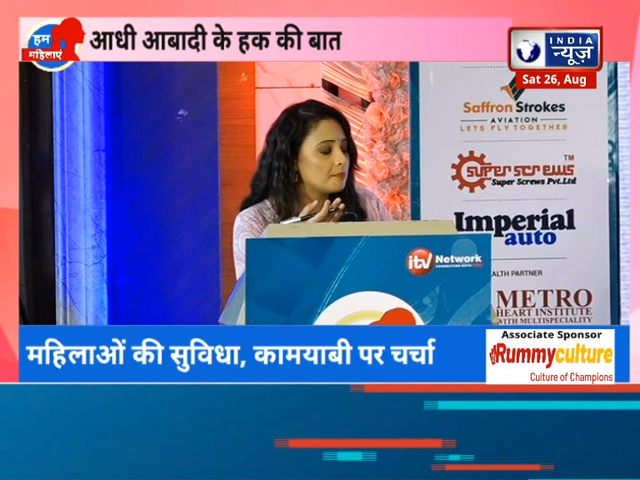 हम
महिलाएं
आधी आबादी के हक की बात
INDIA
न्यूज़
Sat 26, Aug
Saffron Strokes
AVIATION
LETS FLY TOGETHER
SUPER SCREWS TM
Super Screws Pvt.Ltd
Imperial
auto
HEALTH PARTNER
METRO
HEART INSTITUTE
WITH MULTISPECIALITY
itv Network
महिलाओं की सुविधा, कामयाबी पर चर्चा
Associate Sponsor
Rummyculture
Culture of Champions